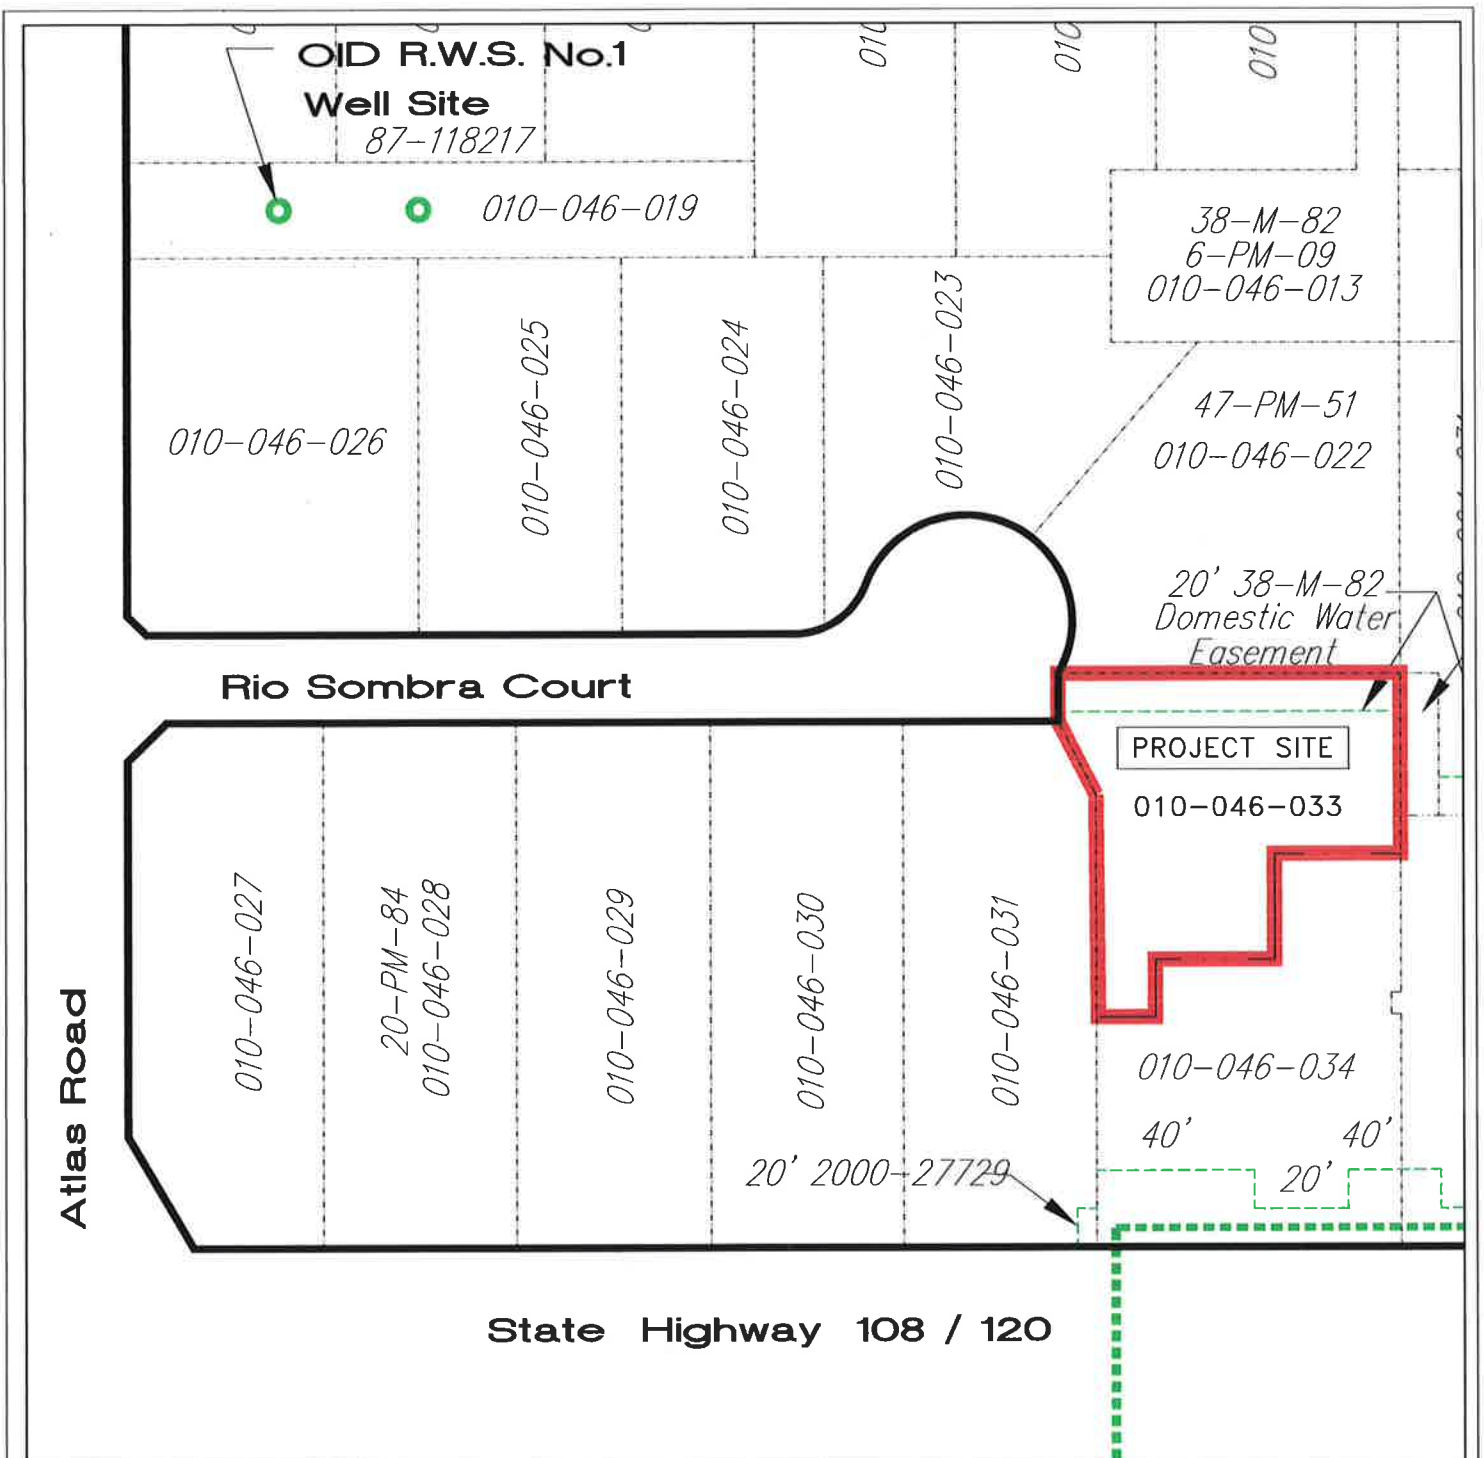 010
010
010
OID R.W.S. No.1
Well Site
87-118217
010-046-019
38-M-82
6-PM-09
010-046-013
010-046-026
010-046-025
010-046-024
010-046-023
47-PM-51
010-046-022
20' 38-M-82
Domestic Water
Easement
Rio Sombra Court
PROJECT SITE
010-046-033
010-046-027
20-PM-84
010-046-028
010-046-029
010-046-030
010-046-031
010-046-034
40'
40'
20'
20' 2000-27729
Atlas Road
State Highway 108 / 120